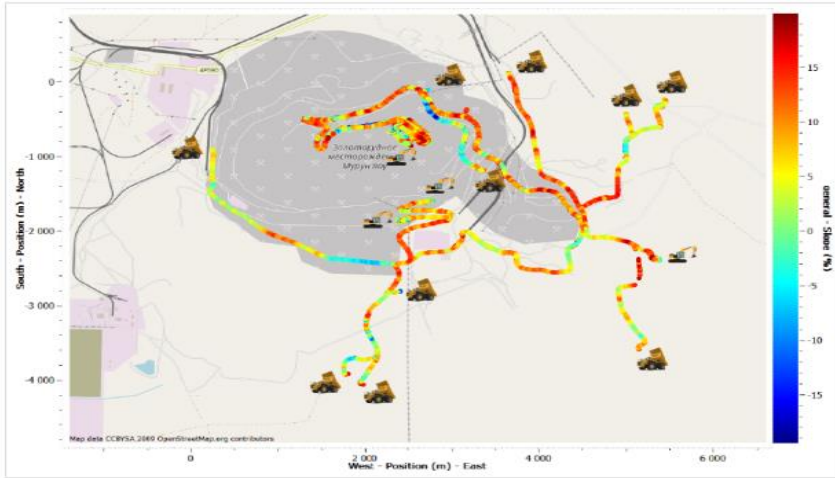 0
-1 000
-2 000
-3 000
-4 000
South - Position (m) - North
Золоторудное
месторождение
Мурунтау
Map data CCBYSA 2009 OpenStreetMap.org contributors
0
2 000
4 000
6 000
West - Position (m) - East
15
10
5
0
-5
-10
-15
General - Slope (%)